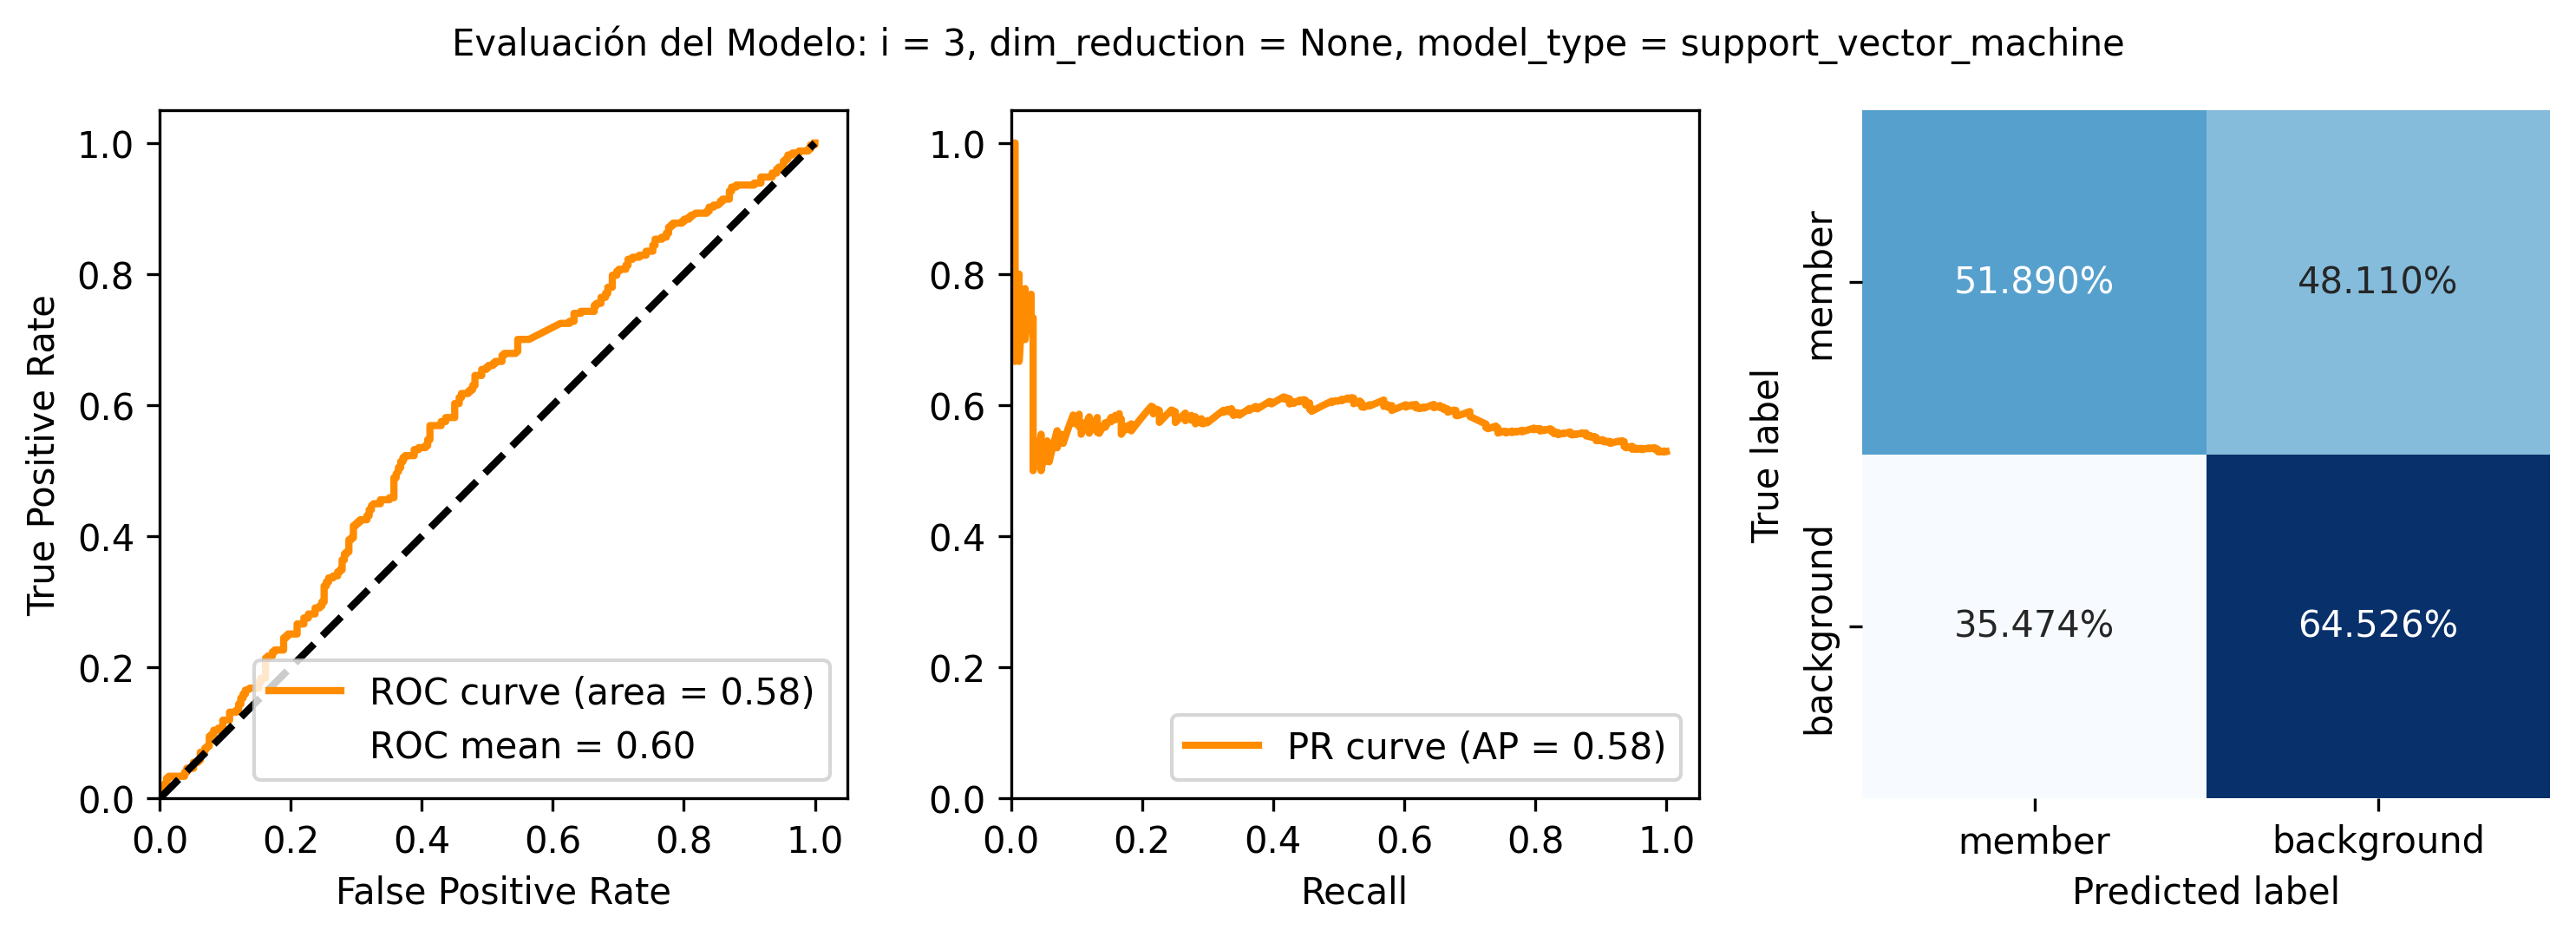 Evaluación del Modelo: i = 3, dim_reduction = None, model_type = support_vector_machine
True Positive Rate
1.0
0.8
0.6
0.4
0.2
0.0
ROC curve (area = 0.58)
ROC mean = 0.60
0.0 0.2 0.4 0.6 0.8 1.0
False Positive Rate
1.0
0.8
0.6
0.4
0.2
0.0
PR curve (AP = 0.58)
0.0 0.2 0.4 0.6 0.8 1.0
Recall
True label
member
background
51.890% 48.110%
35.474% 64.526%
member background
Predicted label